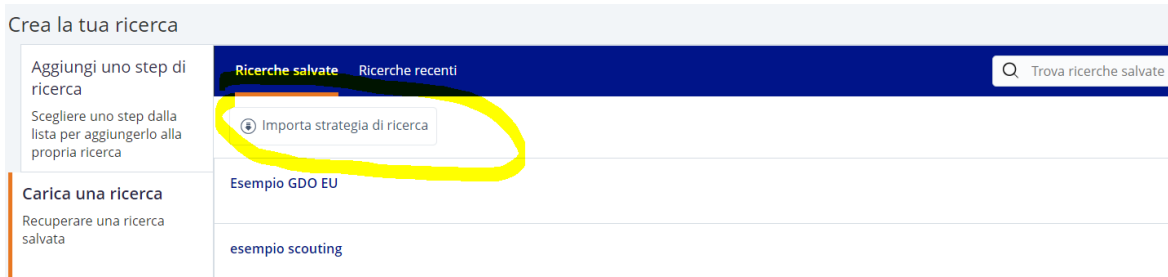 Crea la tua ricerca
Aggiungi uno step di
ricerca
Scegliere uno step dalla
lista per aggiungerlo alla
propria ricerca
Carica una ricerca
Recuperare una ricerca
salvata
Ricerche salvate Ricerche recenti
Trova ricerche salvate
Importa strategia di ricerca
Esempio GDO EU
esempio scouting